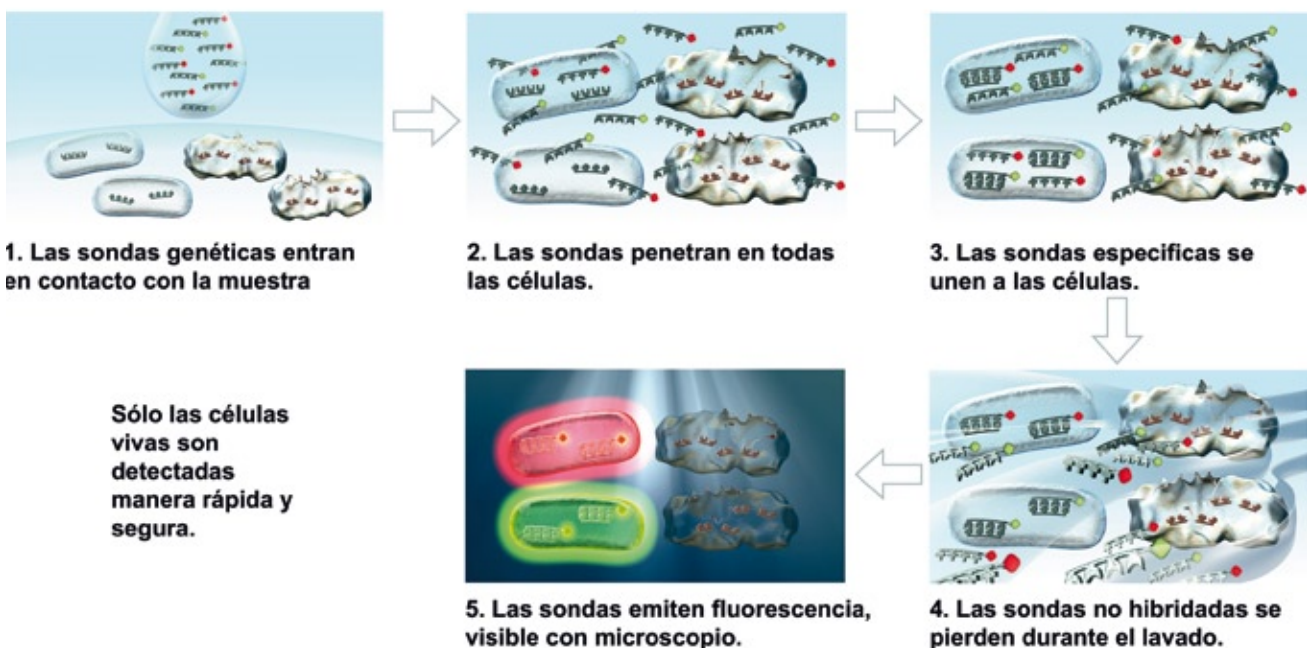 1. Las sondas genéticas entran
en contacto con la muestra
2. Las sondas penetran en todas
las células.
3. Las sondas especificas se
unen a las células.
Sólo las células
vivas son
detectadas
manera rápida y
segura.
5. Las sondas emiten fluorescencia,
visible con microscopio.
4. Las sondas no hibridadas se
pierden durante el lavado.